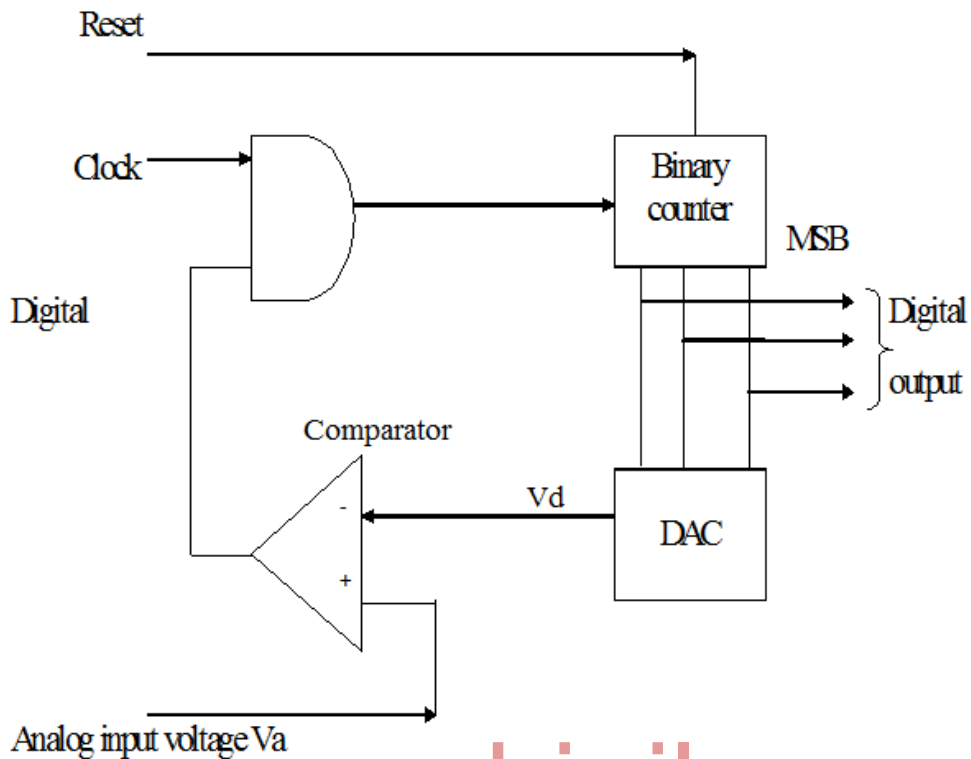 Reset
Clock
Binary
counter
MSB
Digital
Digital
output
Comparator
-
Vd
DAC
+
Analog input voltage Va